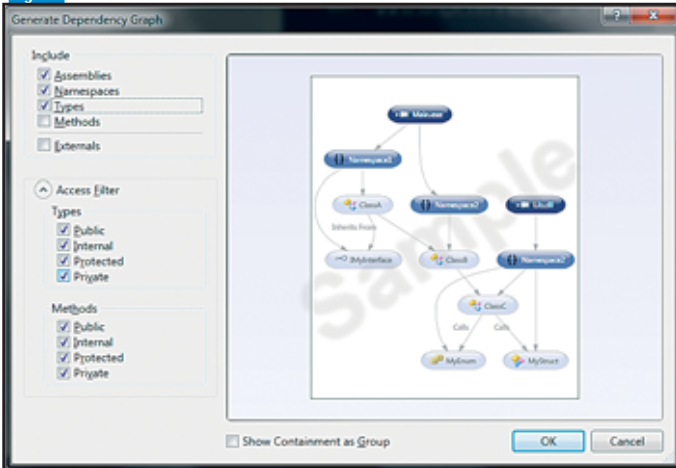 Generate Dependency Graph
Include
Assemblies
Namespaces
Types
Methods
Externals
Access Filter
Types
Public
Internal
Protected
Private
Methods
Public
Internal
Protected
Private
Main.exe
Namespace1
ClassA
Namespace2
Inherits From
IMyInterface
ClassB
Namespace2
ClassC
Calls
Calls
MyEnum
MyStruct
Sample
Show Containment as Group
OK
Cancel